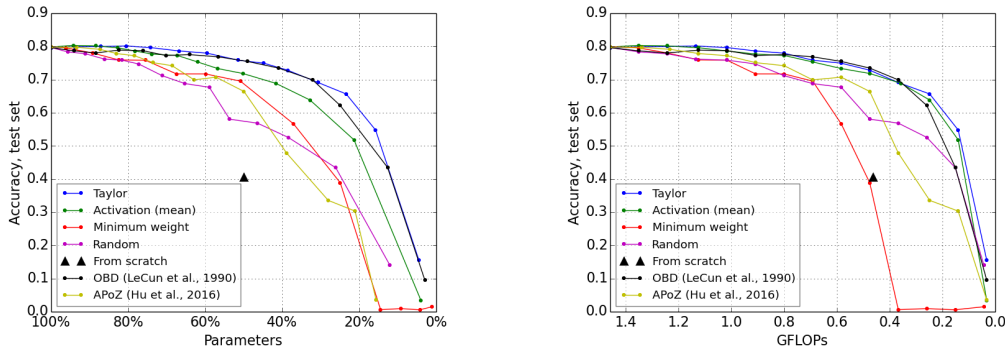 0.9
0.8
0.7
0.6
0.5
0.4
0.3
0.2
0.1
0.0
Accuracy, test set
Taylor
Activation (mean)
Minimum weight
Random
From scratch
OBD (LeCun et al., 1990)
APoZ (Hu et al., 2016)
100% 80% 60% 40% 20% 0%
Parameters
0.9
0.8
0.7
0.6
0.5
0.4
0.3
0.2
0.1
0.0
Accuracy, test set
Taylor
Activation (mean)
Minimum weight
Random
From scratch
OBD (LeCun et al., 1990)
APoZ (Hu et al., 2016)
1.4 1.2 1.0 0.8 0.6 0.4 0.2 0.0
GFLOPs